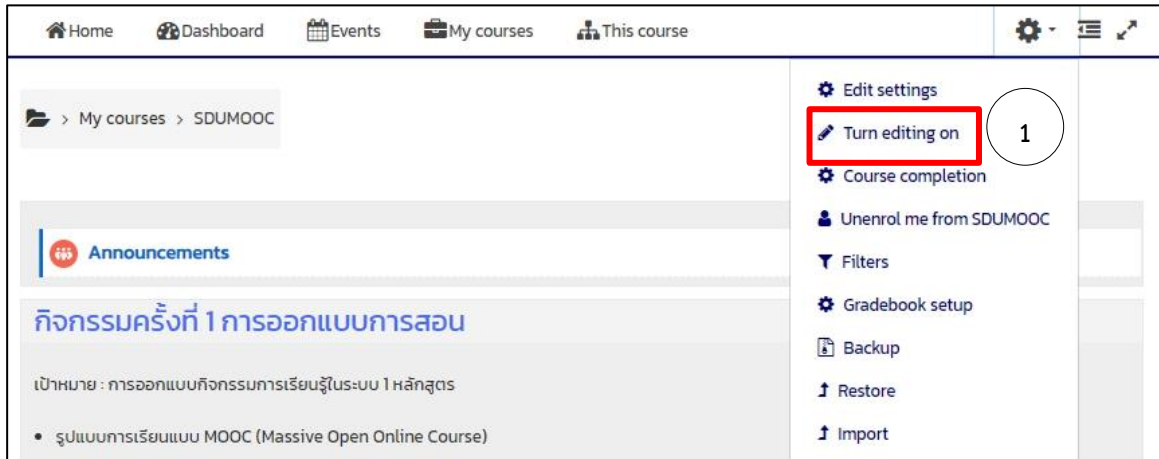 Home Dashboard Events My courses This course
> My courses > SDUMOOC
Announcements
กิจกรรมครั้งที่ 1 การออกแบบการสอน
เป้าหมาย : การออกแบบกิจกรรมการเรียนรู้ในระบบ 1 หลักสูตร
• รูปแบบการเรียนแบบ MOOC (Massive Open Online Course)
Edit settings
Turn editing on 1
Course completion
Unenrol me from SDUMOOC
Filters
Gradebook setup
Backup
Restore
Import